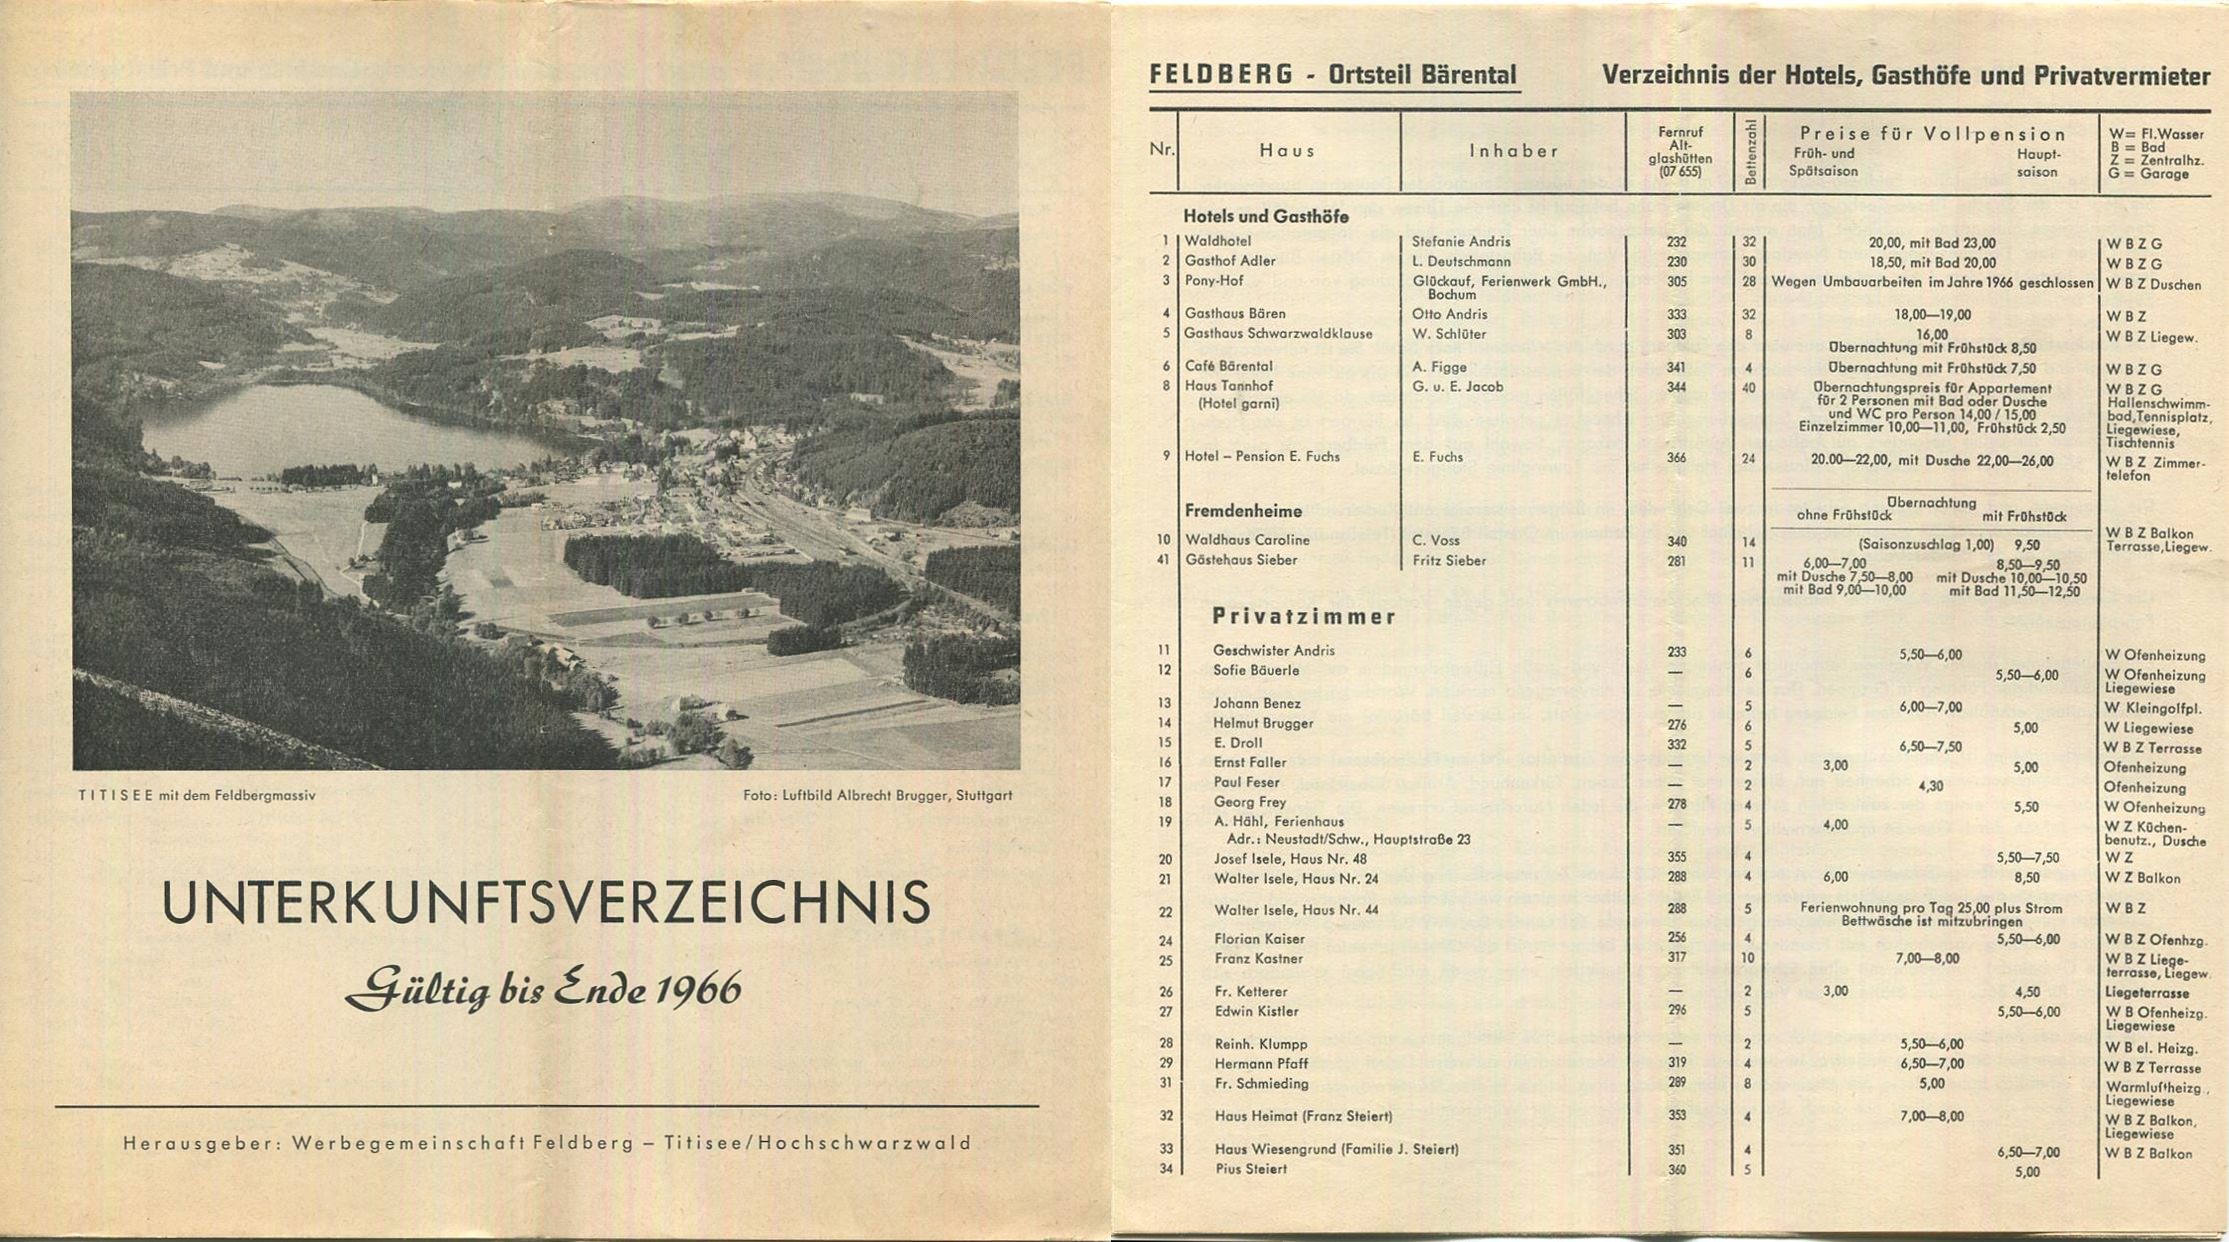 TITISEE mit dem Feldbergmassiv
Foto: Luftbild Albrecht Brugger, Stuttgart
UNTERKUNFTSVERZEICHNIS
Gültig bis Ende 1966
Herausgeber: Werbegemeinschaft Feldberg – Titisee/Hochschwarzwald
FELDBERG - Ortsteil Bärental Verzeichnis der Hotels, Gasthöfe und Privatvermieter
Nr. Haus Inhaber Fernruf Alt-glashütten (07 655) Bettenzahl Preise für Vollpension Früh- und Spätsaison Haupt-saison W= Fl.Wasser B = Bad Z = Zentralhz. G = Garage
Hotels und Gasthöfe
1 Waldhotel Stefanie Andris 232 32 20,00, mit Bad 23,00 W B Z G
2 Gasthof Adler L. Deutschmann 230 30 18,50, mit Bad 20,00 W B Z G
3 Pony-Hof Glückauf, Ferienwerk GmbH., 305 28 Wegen Umbauarbeiten im Jahre 1966 geschlossen W B Z Duschen
Bochum
4 Gasthaus Bären Otto Andris 333 32 18,00—19,00 W B Z
5 Gasthaus Schwarzwaldklause W. Schlüter 303 8 16,00 W B Z Liegew.
Übernachtung mit Frühstück 8,50
6 Café Bärental A. Figge 341 4 Übernachtung mit Frühstück 7,50 W B Z G
8 Haus Tannhof G. u. E. Jacob 344 40 Übernachtungspreis für Appartement W B Z G
(Hotel garni) für 2 Personen mit Bad oder Dusche Hallenschwimm-
und WC pro Person 14,00 / 15,00 bad,Tennisplatz,
Einzelzimmer 10,00—11,00, Frühstück 2,50 Liegewiese,
Tischtennis
9 Hotel – Pension E. Fuchs E. Fuchs 366 24 20.00—22,00, mit Dusche 22,00—26,00 W B Z Zimmer-
telefon
Fremdenheime Übernachtung
ohne Frühstück mit Frühstück
10 Waldhaus Caroline C. Voss 340 14 (Saisonzuschlag 1,00) 9,50 W B Z Balkon
Terrasse,Liegew.
41 Gästehaus Sieber Fritz Sieber 281 11 6,00—7,00 8,50—9,50
mit Dusche 7,50—8,00 mit Dusche 10,00—10,50
mit Bad 9,00—10,00 mit Bad 11,50—12,50
Privatzimmer
11 Geschwister Andris 233 6 5,50—6,00 W Ofenheizung
12 Sofie Bäuerle — 6 5,50—6,00 W Ofenheizung
Liegewiese
13 Johann Benez — 5 6,00—7,00 W Kleingolfpl.
14 Helmut Brugger 276 6 5,00 W Liegewiese
15 E. Droll 332 5 6,50—7,50 W B Z Terrasse
16 Ernst Faller — 2 3,00 5,00 Ofenheizung
17 Paul Feser — 2 4,30 Ofenheizung
18 Georg Frey 278 4 5,50 W Ofenheizung
19 A. Hähl, Ferienhaus — 5 4,00 W Z Küchen-
Adr.: Neustadt/Schw., Hauptstraße 23 benutz., Dusche
20 Josef Isele, Haus Nr. 48 355 4 5,50—7,50 W Z
21 Walter Isele, Haus Nr. 24 288 4 6,00 8,50 W Z Balkon
22 Walter Isele, Haus Nr. 44 288 5 Ferienwohnung pro Tag 25,00 plus Strom W B Z
Bettwäsche ist mitzubringen
24 Florian Kaiser 256 4 5,50—6,00 W B Z Ofenhzg.
25 Franz Kastner 317 10 7,00—8,00 W B Z Liege-
terrasse, Liegew.
26 Fr. Ketterer — 2 3,00 4,50 Liegeterrasse
27 Edwin Kistler 296 5 5,50—6,00 W B Ofenheizg.
Liegewiese
28 Reinh. Klumpp — 2 5,50—6,00 W B el. Heizg.
29 Hermann Pfaff 319 4 6,50—7,00 W B Z Terrasse
31 Fr. Schmieding 289 8 5,00 Warmluftheizg.,
Liegewiese
32 Haus Heimat (Franz Steiert) 353 4 7,00—8,00 W B Z Balkon,
Liegewiese
33 Haus Wiesengrund (Familie J. Steiert) 351 4 6,50—7,00 W B Z Balkon
34 Pius Steiert 360 5 5,00